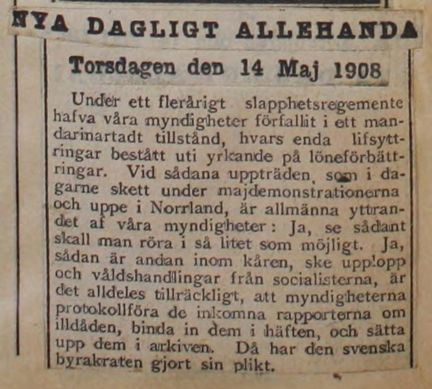 NYA DAGLIGT ALLEHANDA
Torsdagen den 14 Maj 1908
Under ett flerårigt slapphetsregemente
hafva våra myndigheter förfallit i ett man-
darinartadt tillstånd, hvars enda lifsytt-
ringar bestått uti yrkande på löneförbätt-
ringar. Vid sådana uppträden, som i da-
garne skett under majdemonstrationerna
och uppe i Norrland, är allmänna yttran-
det af våra myndigheter: Ja, se sådant
skall man röra i så litet som möjligt. Ja,
sådan är andan inom kåren, ske upplopp
och våldshandlingar från socialisterna, är
det alldeles tillräckligt, att myndigheterna
protokollföra de inkomna rapporterna om
illdåden, binda in dem i häften, och sätta
upp dem i arkiven. Då har den svenska
byrakraten gjort sin plikt.